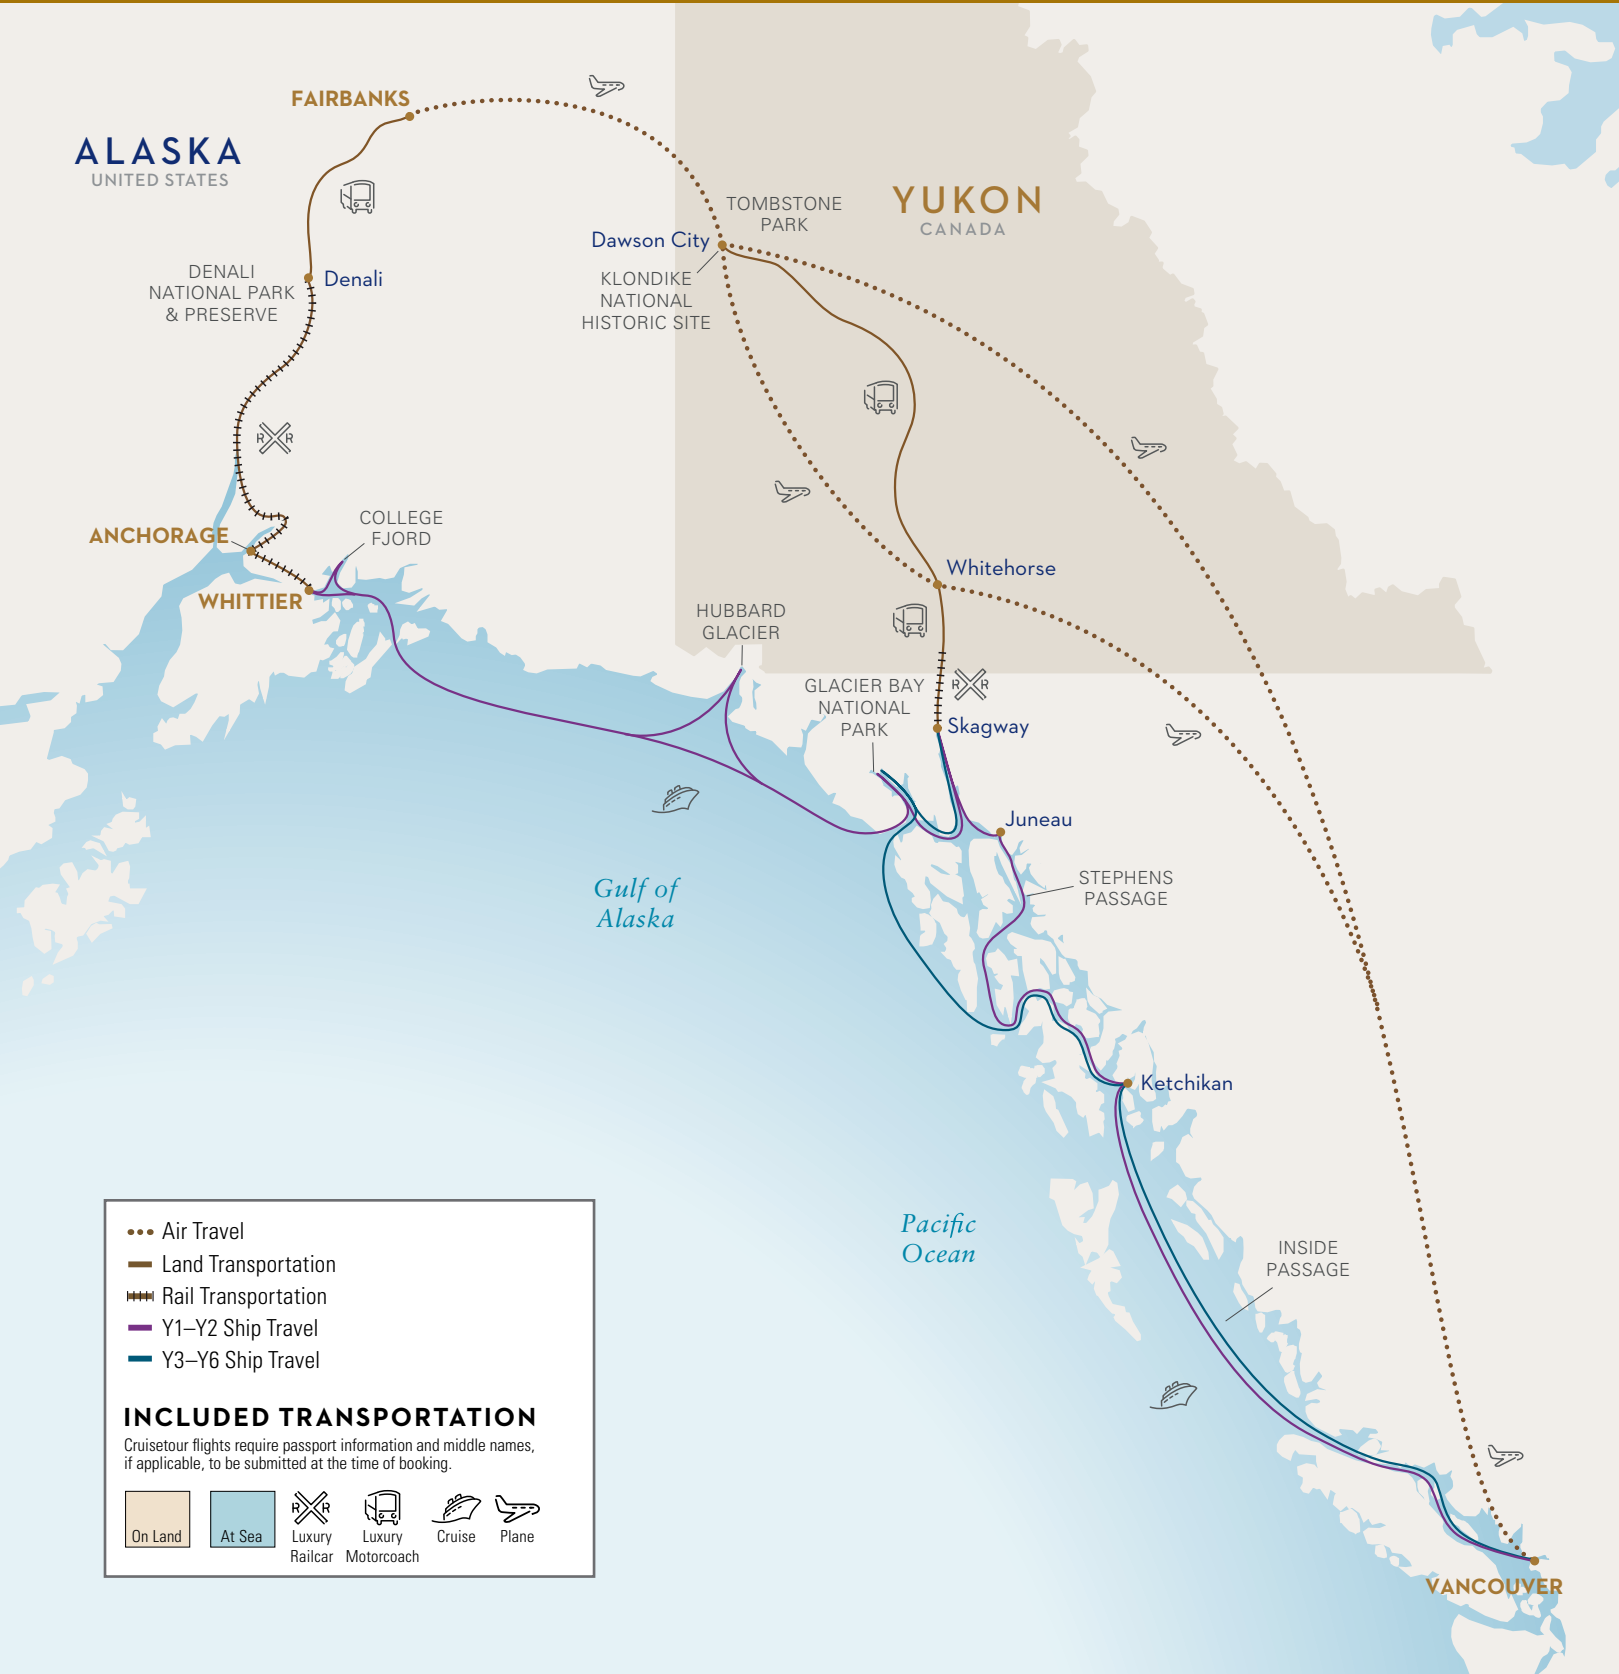 FAIRBANKS
ALASKA
UNITED STATES
TOMBSTONE
PARK
YUKON
CANADA
Dawson City
KLONDIKE
NATIONAL
HISTORIC SITE
DENALI
NATIONAL PARK
& PRESERVE
Denali
R R
ANCHORAGE
COLLEGE
FJORD
WHITTIER
Whitehorse
HUBBARD
GLACIER
R R
GLACIER BAY
NATIONAL
PARK
Skagway
Juneau
STEPHENS
PASSAGE
Gulf of
Alaska
Ketchikan
Pacific
Ocean
INSIDE
PASSAGE
VANCOUVER
Air Travel
Land Transportation
Rail Transportation
Y1–Y2 Ship Travel
Y3–Y6 Ship Travel
INCLUDED TRANSPORTATION
Cruisetour flights require passport information and middle names,
if applicable, to be submitted at the time of booking.
On Land
At Sea
R R
Luxury
Railcar
Luxury
Motorcoach
Cruise
Plane